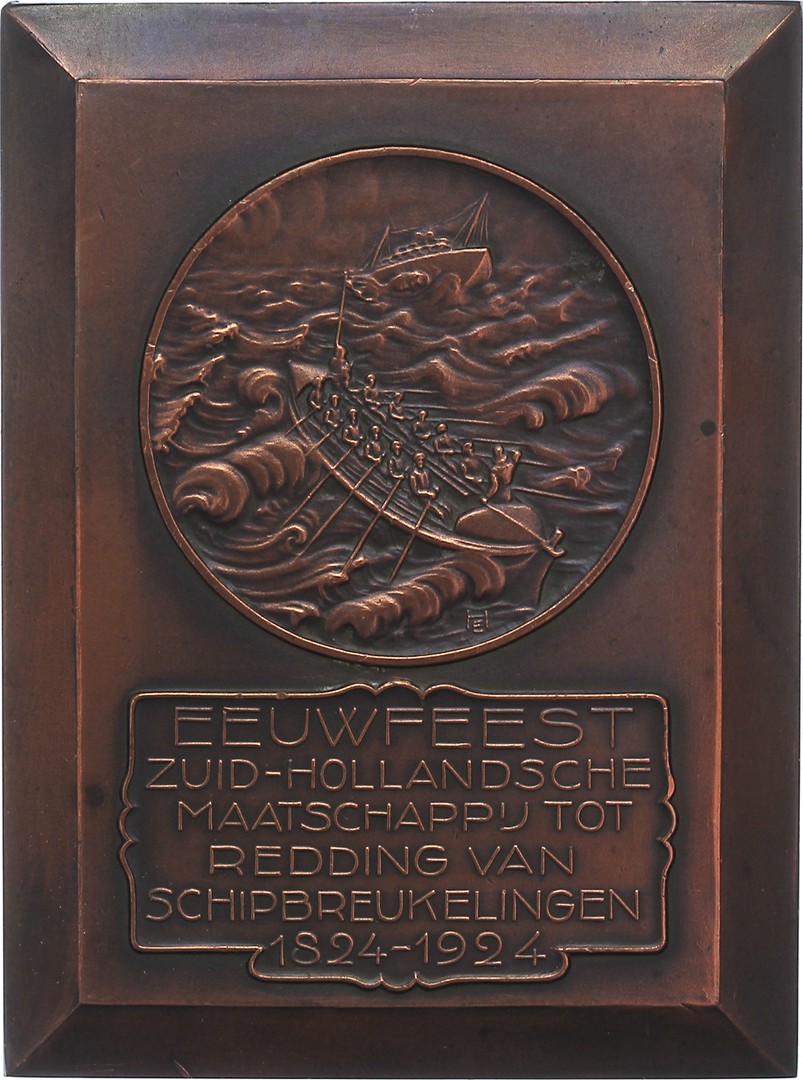 EEUWFEEST
ZUID-HOLLANDSCHE
MAATSCHAPPIJ TOT
REDDING VAN
SCHIPBREUKELINGEN
1824-1924